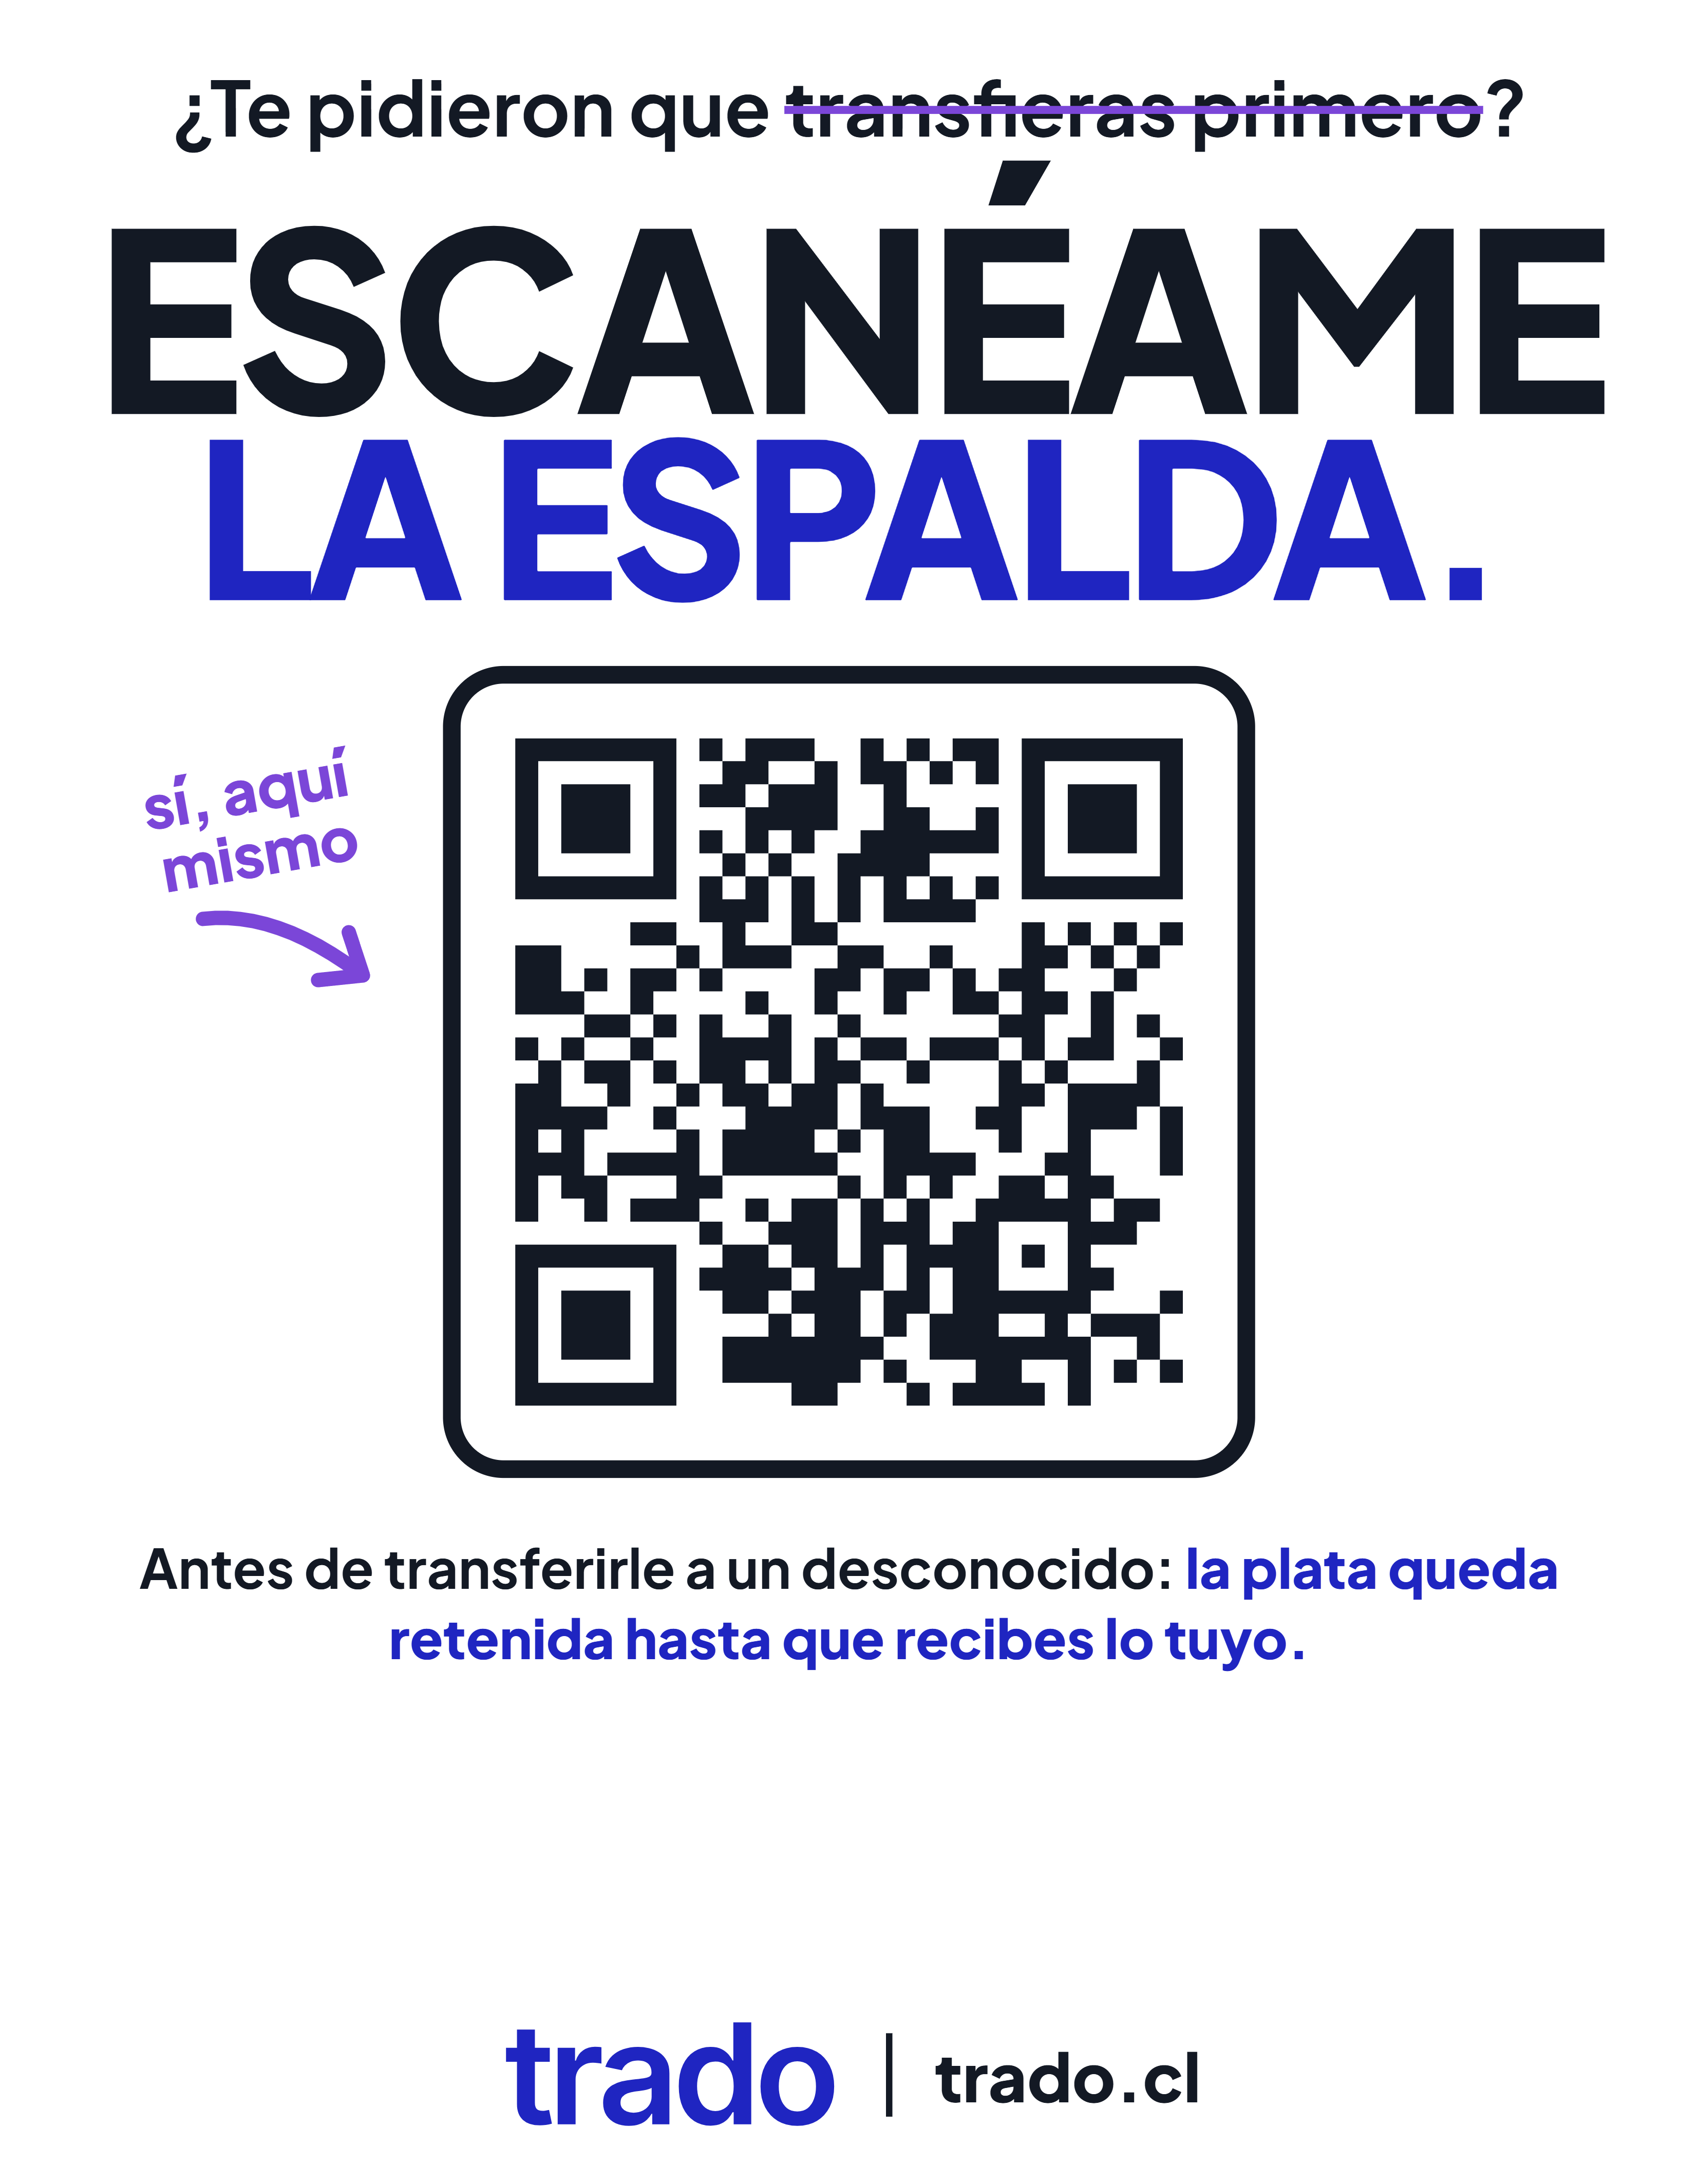 ¿Te pidieron que transfieras primero?
ESCANÉAME
LA ESPALDA.
sí, aquí
mismo
Antes de transferirle a un desconocido: la plata queda
retenida hasta que recibes lo tuyo.
trado | trado.cl